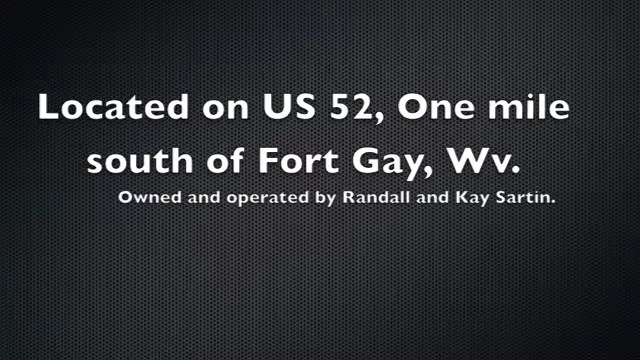 Located on US 52, One mile
south of Fort Gay, Wv.
Owned and operated by Randall and Kay Sartin.